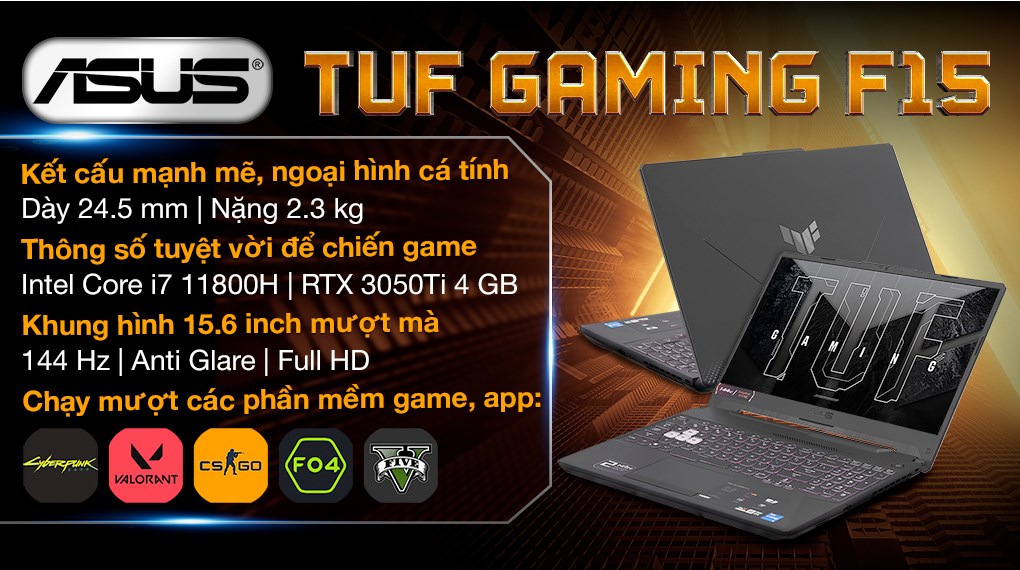 ASUS®
TUF GAMING F15
Kết cấu mạnh mẽ, ngoại hình cá tính
Dày 24.5 mm | Nặng 2.3 kg
Thông số tuyệt vời để chiến game
Intel Core i7 11800H | RTX 3050Ti 4 GB
Khung hình 15.6 inch mượt mà
144 Hz | Anti Glare | Full HD
Chạy mượt các phần mềm game, app:
CYBERPUNK
VALORANT
CS GO
FO4
V FIVE
TUF
GAMING